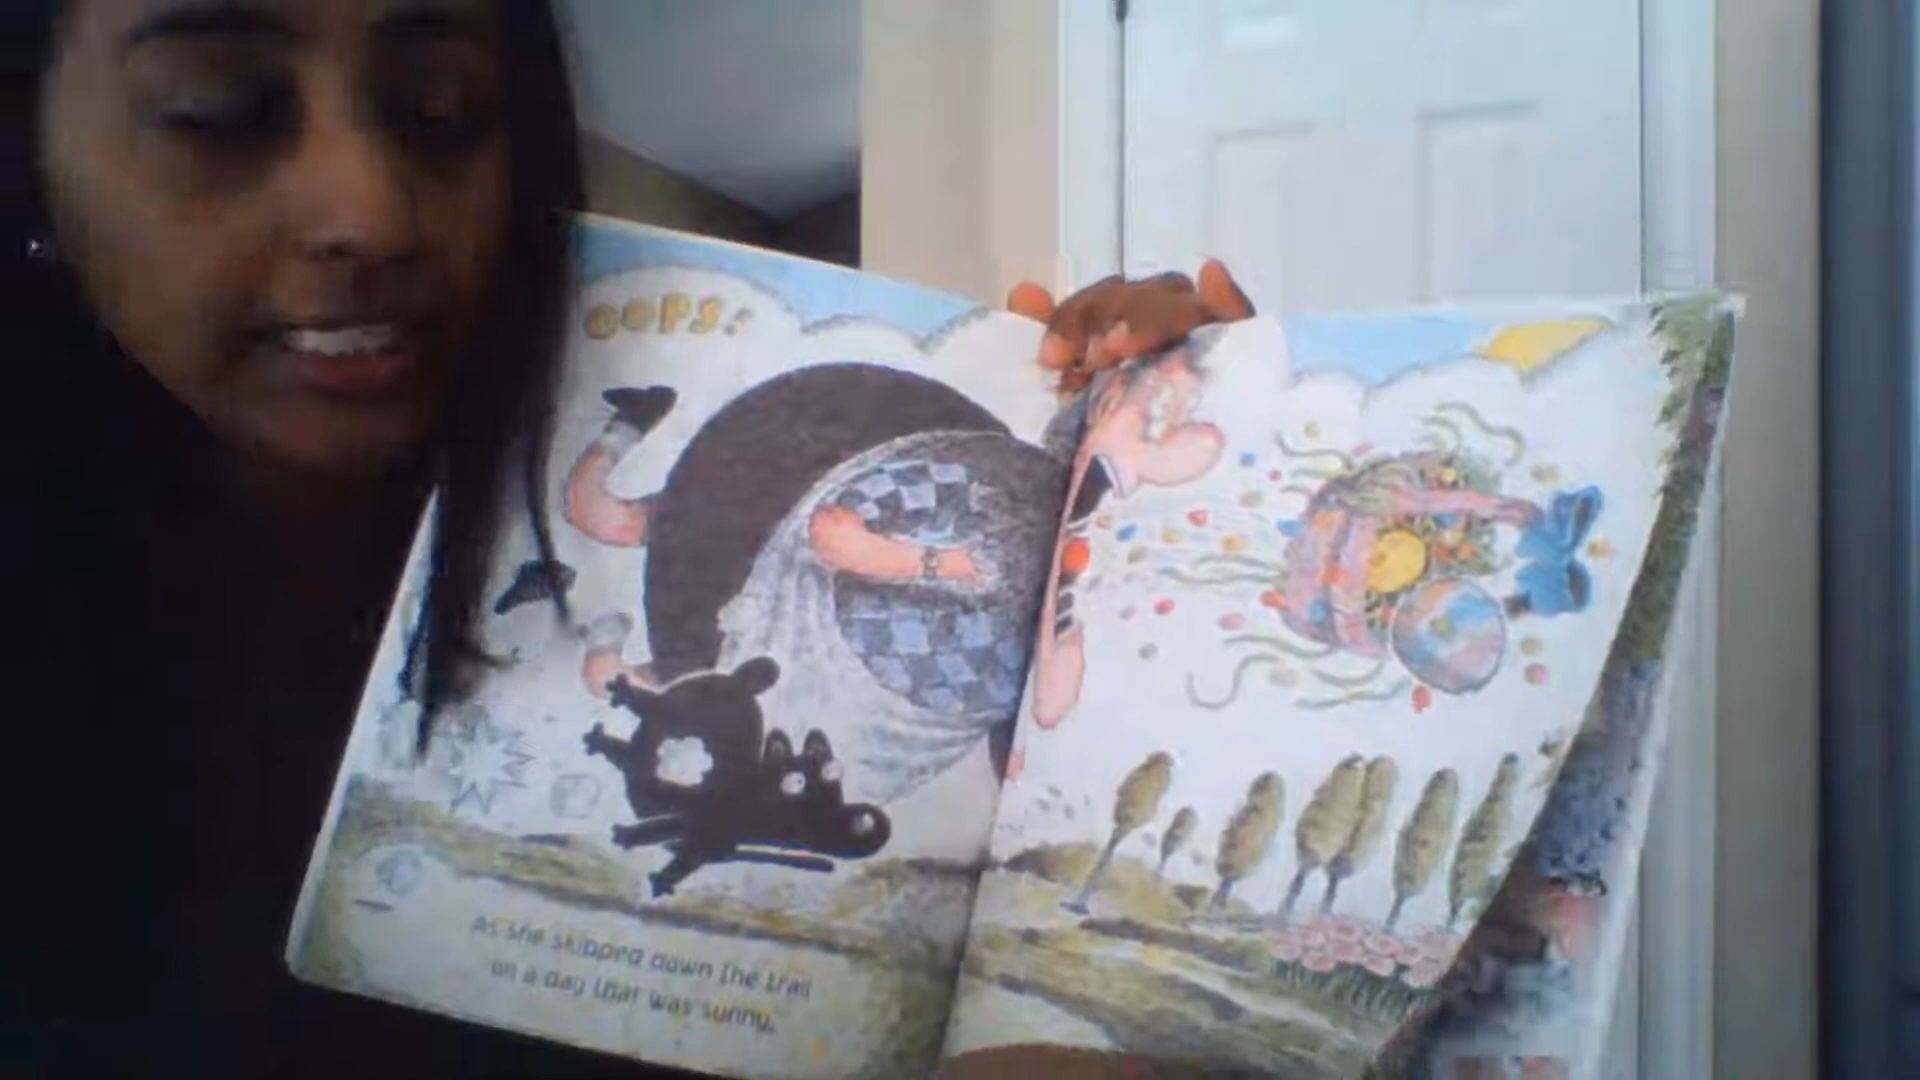 OOPS!
As she skipped down the trail
on a day that was sunny,